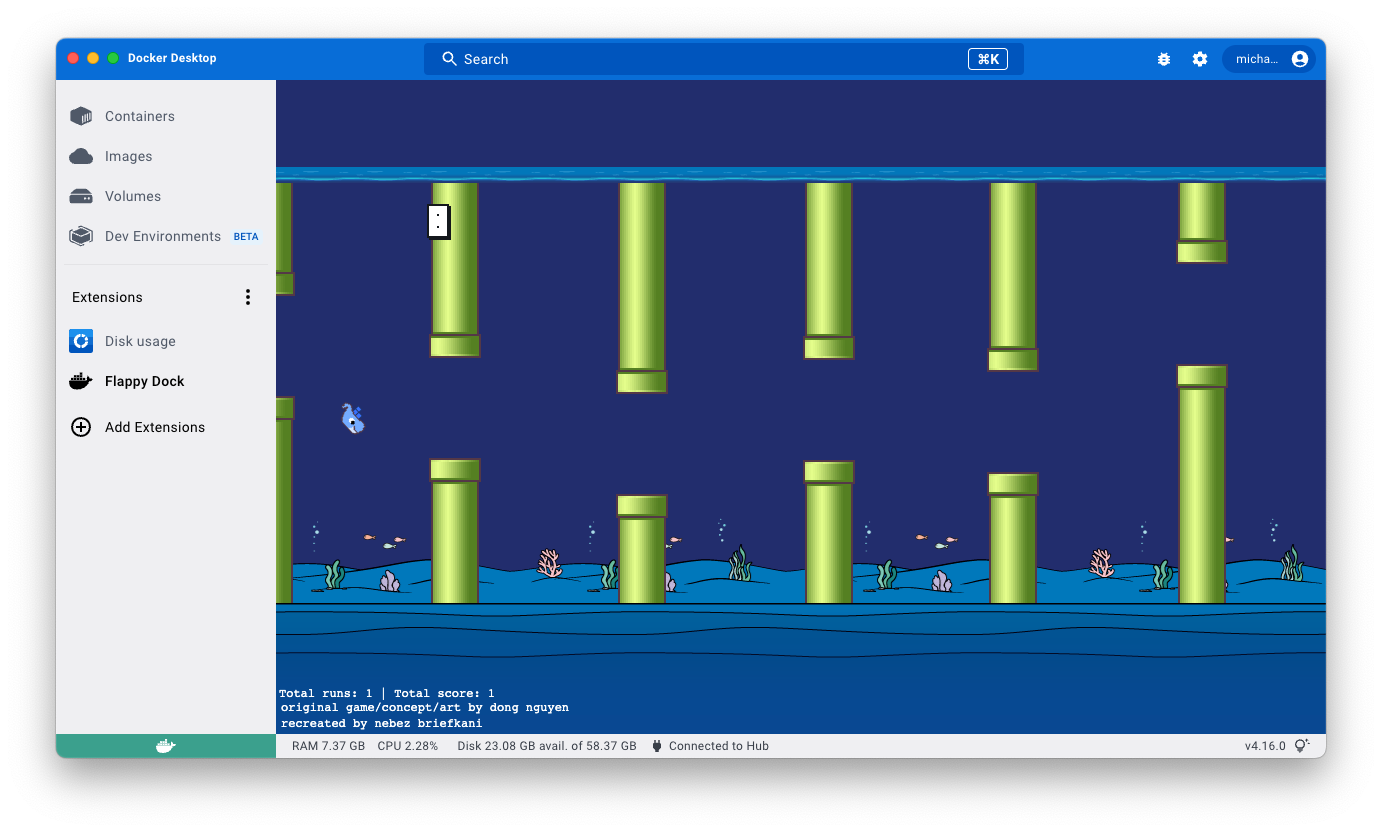 Docker Desktop
Search
⌘K
micha...
Containers
Images
Volumes
Dev Environments BETA
Extensions
Disk usage
Flappy Dock
Add Extensions
:
Total runs: 1 | Total score: 1
original game/concept/art by dong nguyen
recreated by nebez briefkani
RAM 7.37 GB CPU 2.28% Disk 23.08 GB avail. of 58.37 GB Connected to Hub
v4.16.0